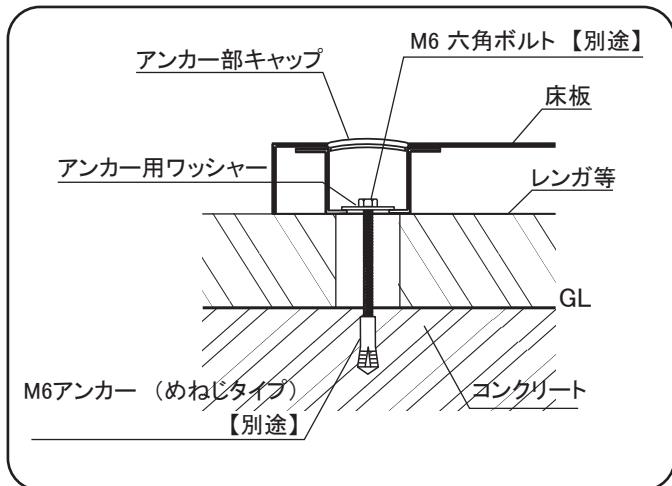 M6 六角ボルト 【別途】
アンカー部キャップ
床板
アンカー用ワッシャー
レンガ等
GL
M6アンカー (めねじタイプ)
【別途】
コンクリート